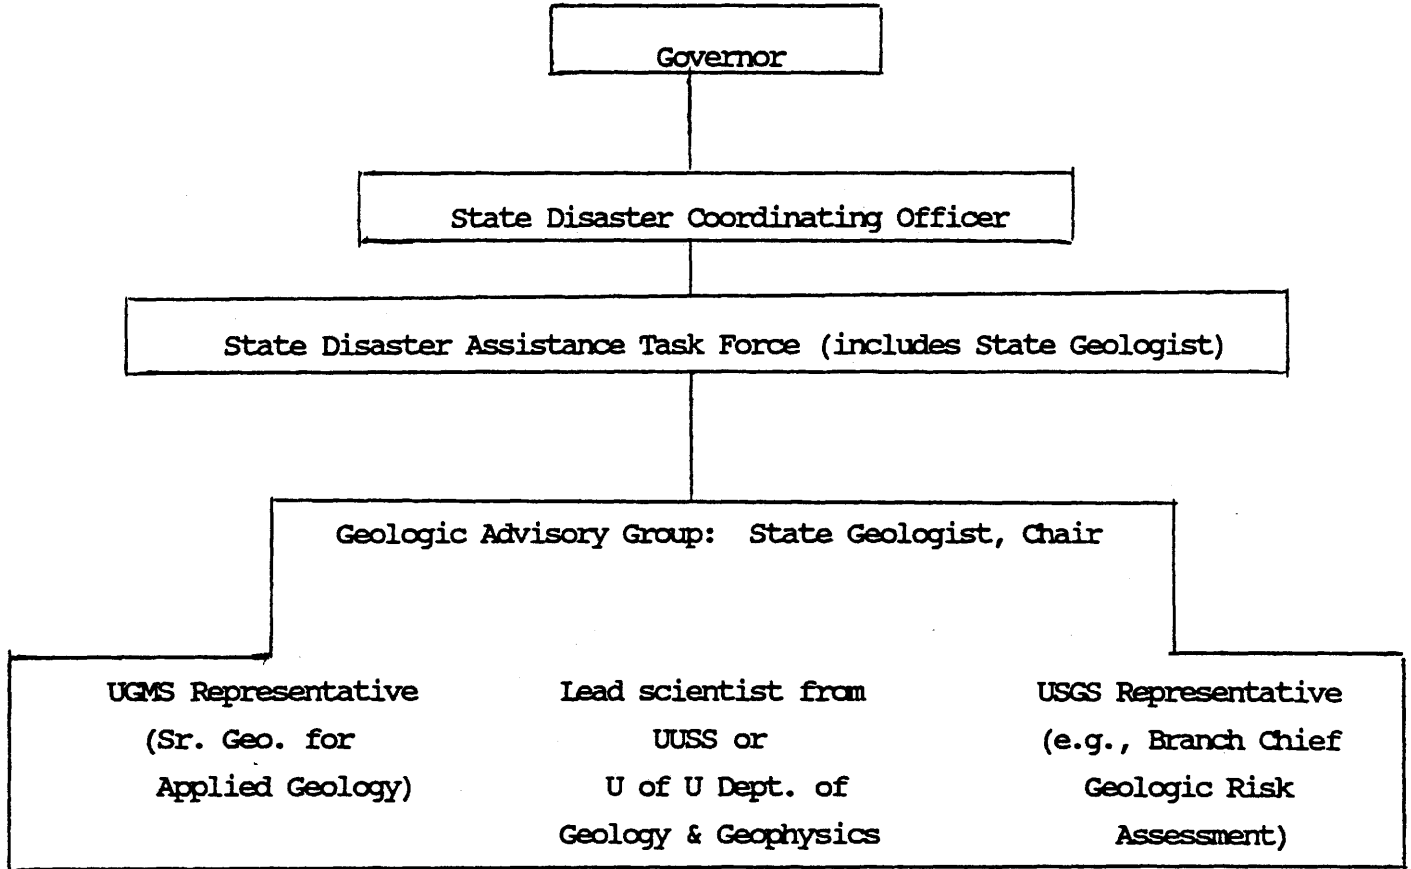 Governor
State Disaster Coordinating Officer
State Disaster Assistance Task Force (includes State Geologist)
Geologic Advisory Group: State Geologist, Chair
UGMS Representative
(Sr. Geo. for
Applied Geology)
Lead scientist from
UUSS or
U of U Dept. of
Geology & Geophysics
USGS Representative
(e.g., Branch Chief
Geologic Risk
Assessment)